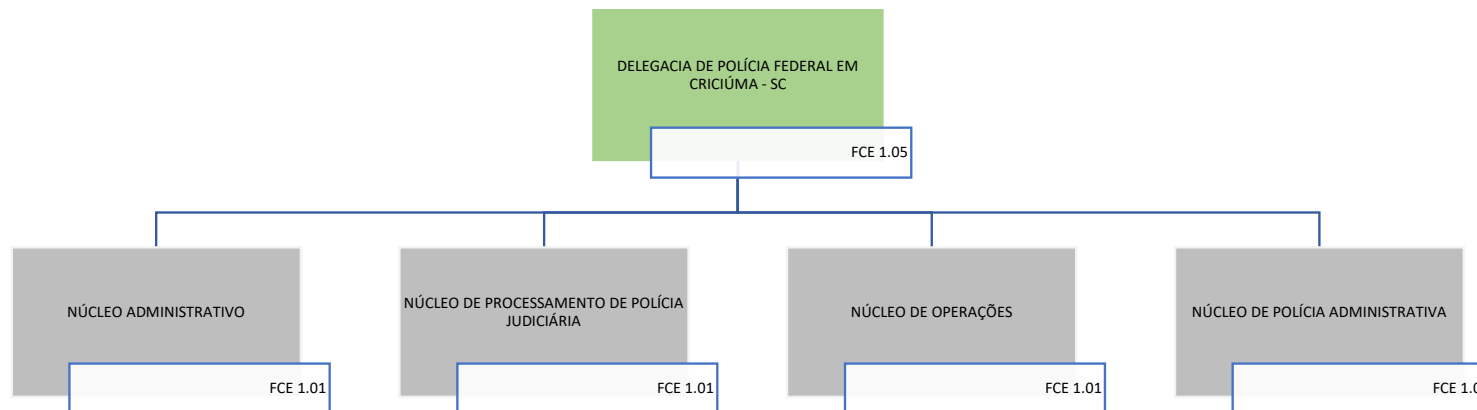 DELEGACIA DE POLÍCIA FEDERAL EM
CRICIÚMA - SC
FCE 1.05
NÚCLEO ADMINISTRATIVO
FCE 1.01
NÚCLEO DE PROCESSAMENTO DE POLÍCIA
JUDICIÁRIA
FCE 1.01
NÚCLEO DE OPERAÇÕES
FCE 1.01
NÚCLEO DE POLÍCIA ADMINISTRATIVA
FCE